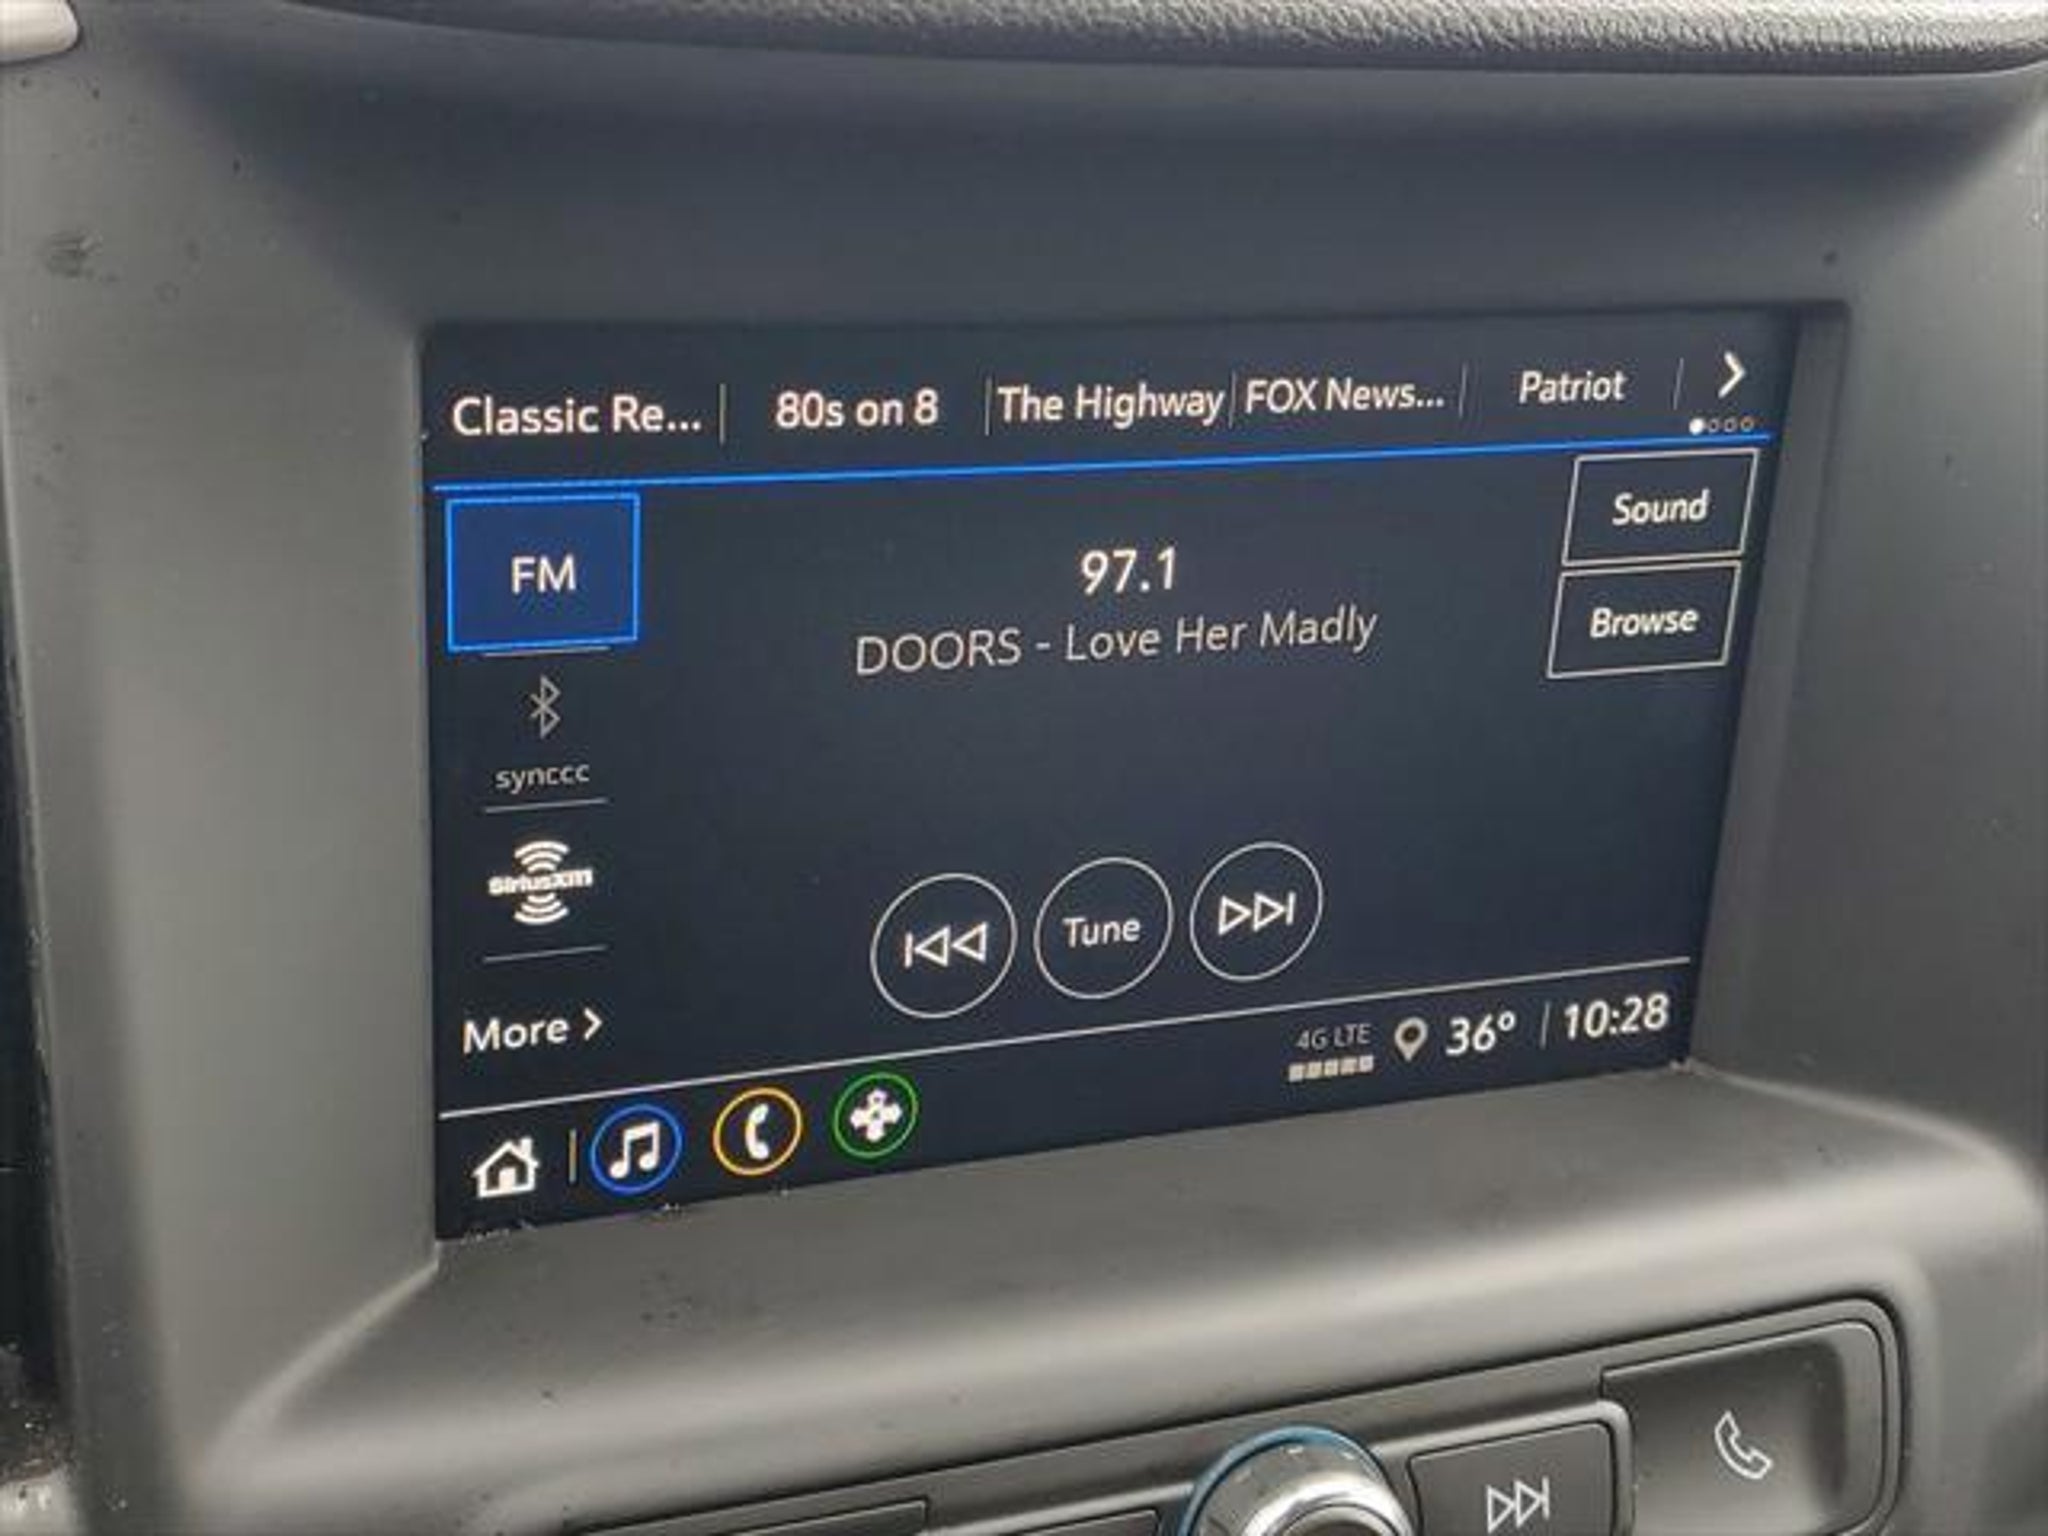 Classic Re...
80s on 8
The Highway
FOX News...
Patriot
FM
97.1
DOORS - Love Her Madly
Sound
Browse
synccc
SiriusXM
Tune
More
4G LTE
36°
10:28